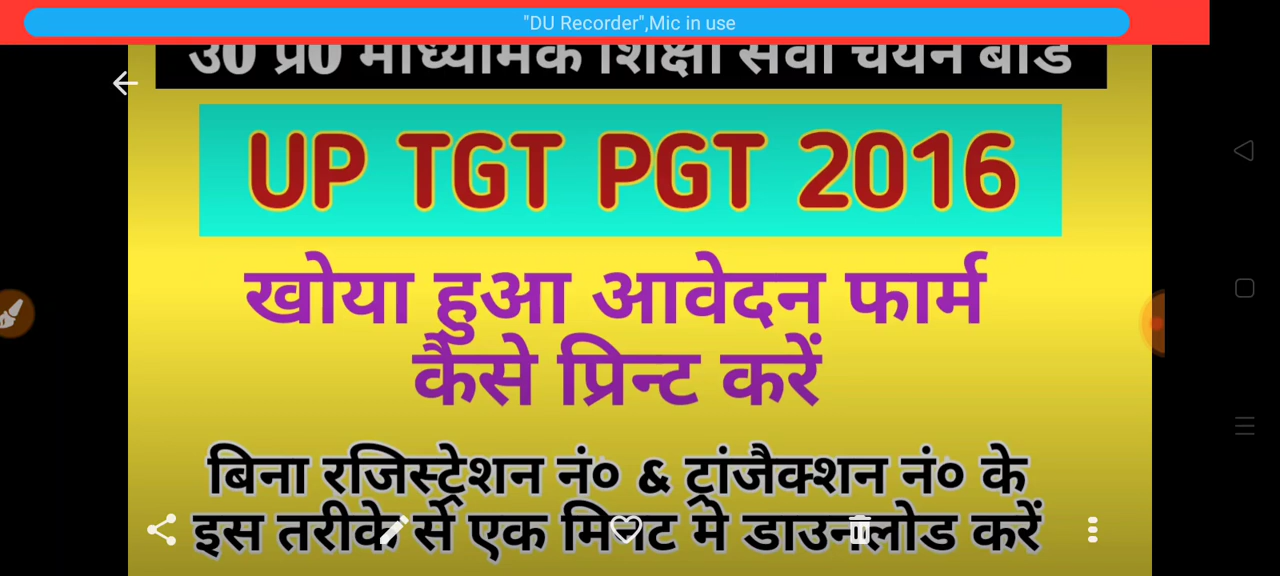 "DU Recorder",Mic in use
उ0 प्र0 माध्यमिक शिक्षा सेवा चयन बोर्ड
UP TGT PGT 2016
खोया हुआ आवेदन फार्म
कैसे प्रिन्ट करें
बिना रजिस्ट्रेशन नं० & ट्रांजैक्शन नं० के
इस तरीके से एक मिनट मे डाउनलोड करें